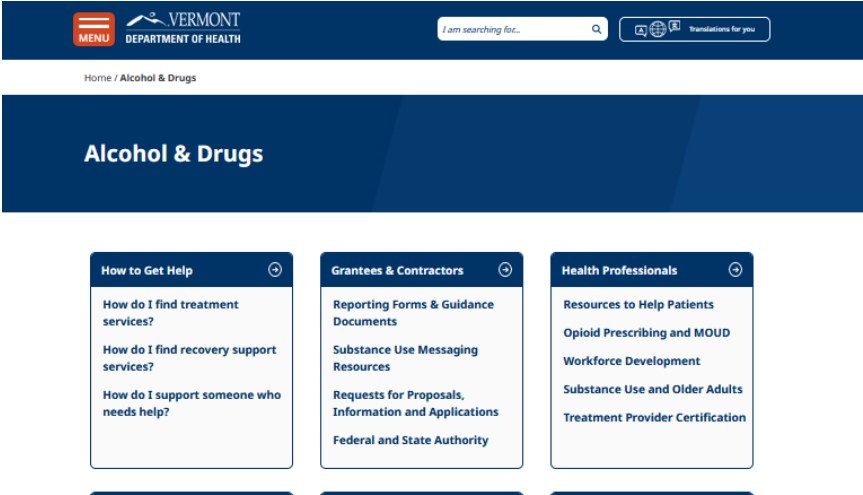 MENU
VERMONT
DEPARTMENT OF HEALTH
I am searching for...
Translations for you
Home / Alcohol & Drugs
Alcohol & Drugs
How to Get Help
How do I find treatment
services?
How do I find recovery support
services?
How do I support someone who
needs help?
Grantees & Contractors
Reporting Forms & Guidance
Documents
Substance Use Messaging
Resources
Requests for Proposals,
Information and Applications
Federal and State Authority
Health Professionals
Resources to Help Patients
Opioid Prescribing and MOUD
Workforce Development
Substance Use and Older Adults
Treatment Provider Certification